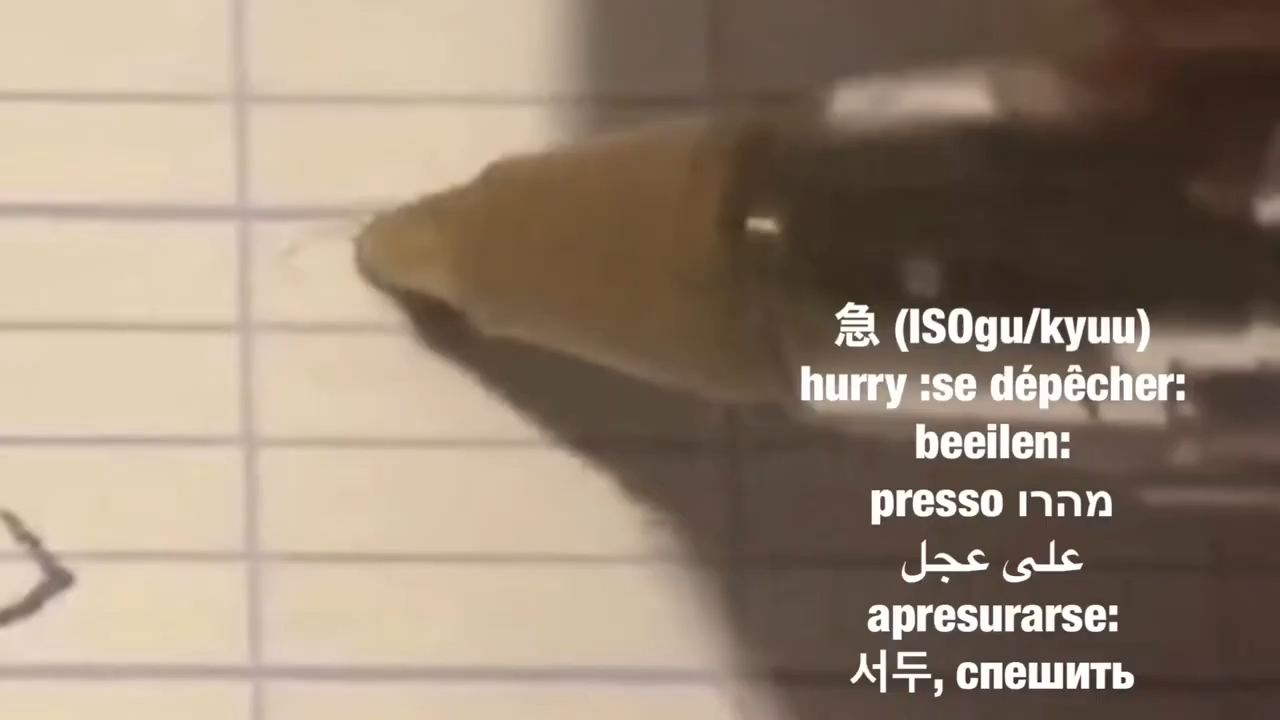 急 (ISOgu/kyuu)
hurry :se dépêcher:
beeilen:
presso מהרו
على عجل
apresurarse:
서두, спешить